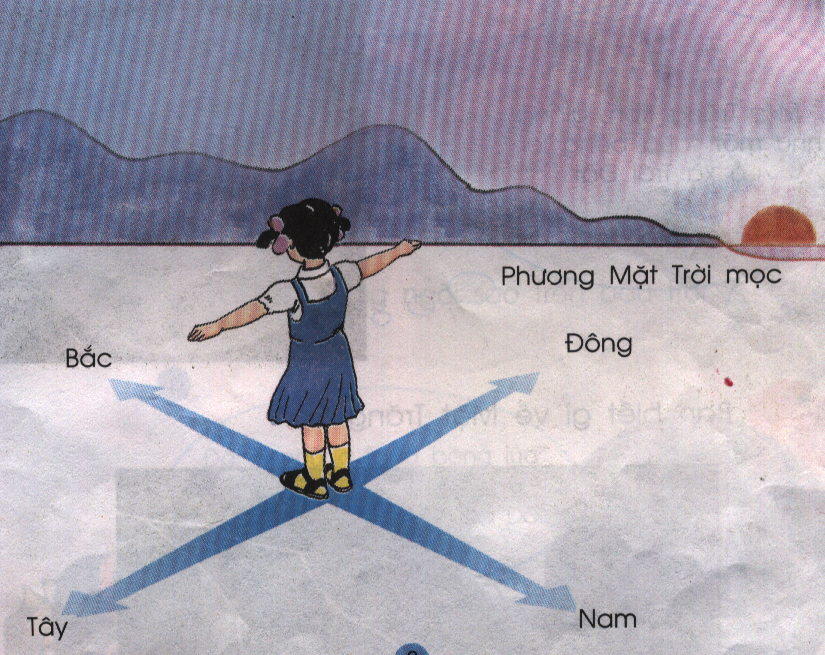 Phương Mặt Trời mọc
Đông
Bắc
Nam
Tây